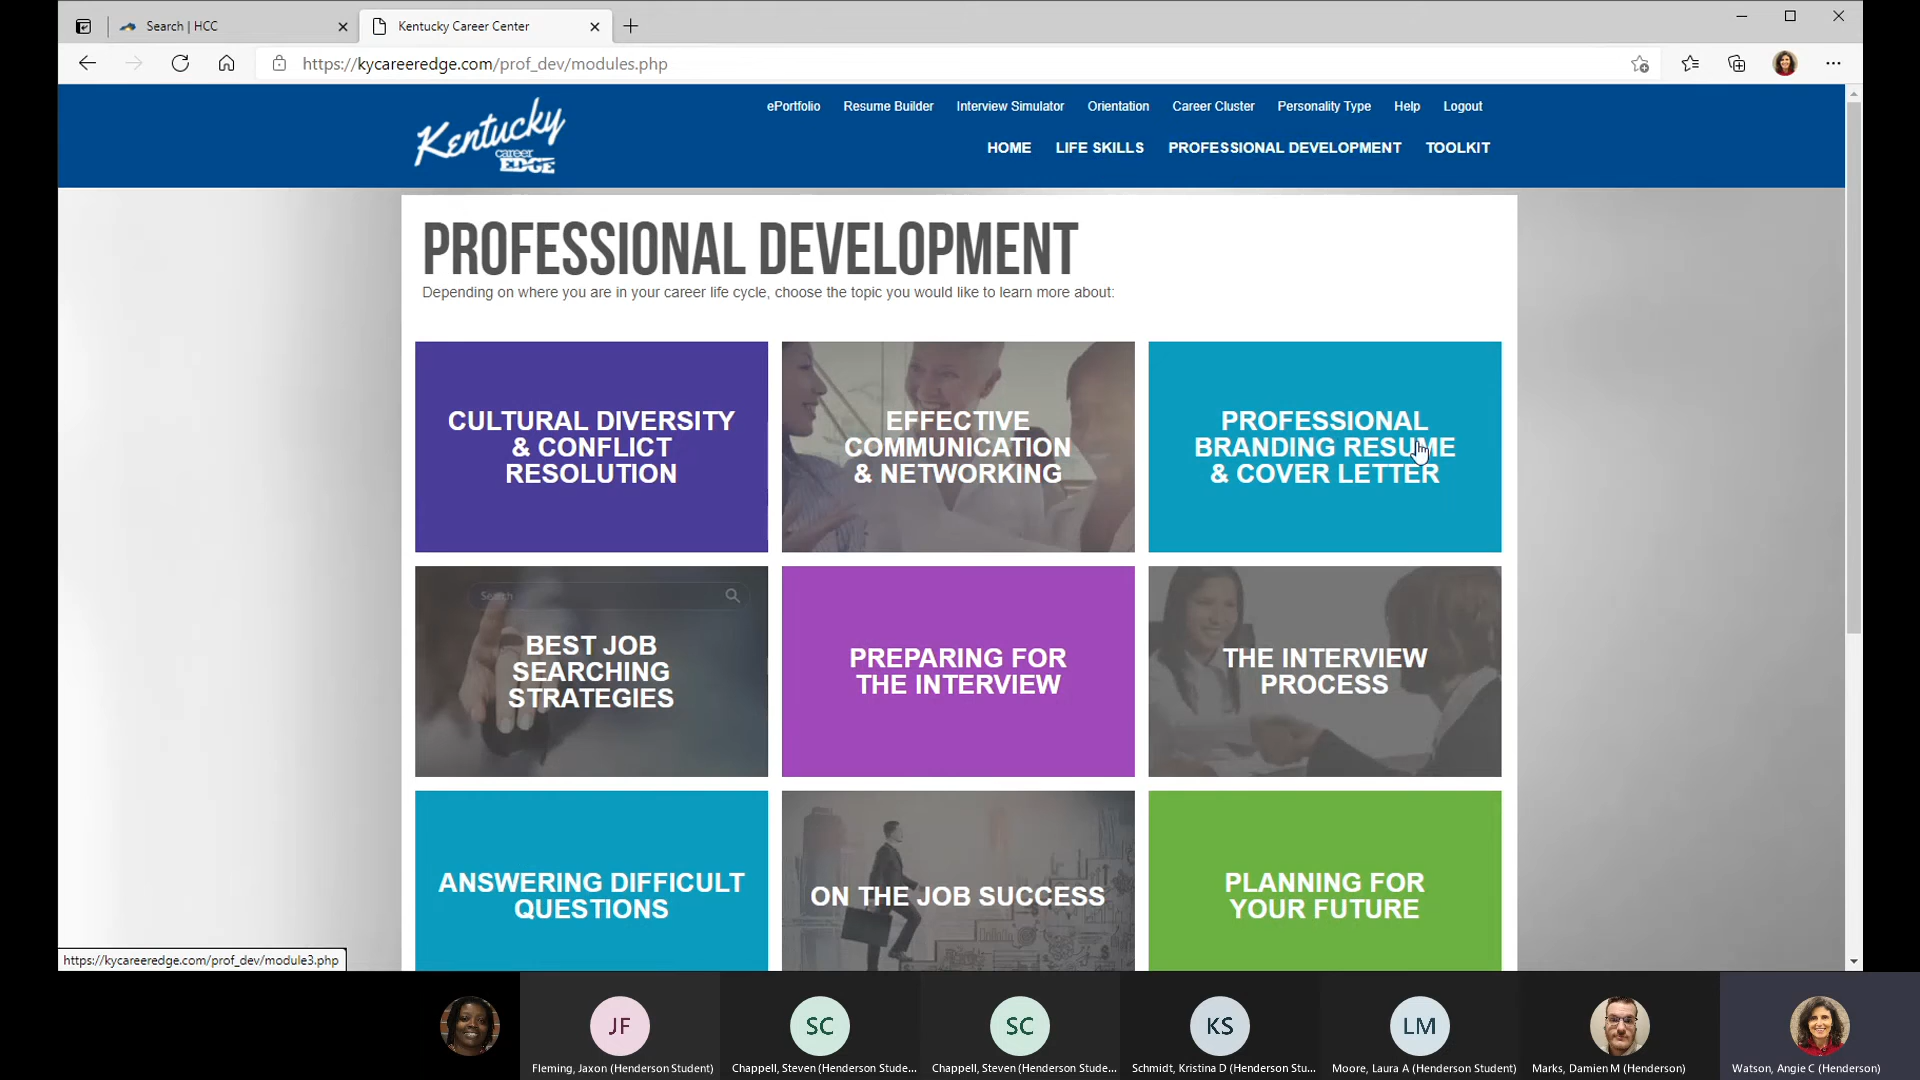 Search | HCC
Kentucky Career Center
https://kycareeredge.com/prof_dev/modules.php
Kentucky
career
EDGE
ePortfolio Resume Builder Interview Simulator Orientation Career Cluster Personality Type Help Logout
HOME LIFE SKILLS PROFESSIONAL DEVELOPMENT TOOLKIT
PROFESSIONAL DEVELOPMENT
Depending on where you are in your career life cycle, choose the topic you would like to learn more about:
CULTURAL DIVERSITY
& CONFLICT
RESOLUTION
EFFECTIVE
COMMUNICATION
& NETWORKING
PROFESSIONAL
BRANDING RESUME
& COVER LETTER
Search
BEST JOB
SEARCHING
STRATEGIES
PREPARING FOR
THE INTERVIEW
THE INTERVIEW
PROCESS
ANSWERING DIFFICULT
QUESTIONS
ON THE JOB SUCCESS
PLANNING FOR
YOUR FUTURE
https://kycareeredge.com/prof_dev/module3.php
JF
SC
SC
KS
LM
Fleming, Jaxon (Henderson Student)
Chappell, Steven (Henderson Stude...
Chappell, Steven (Henderson Stude...
Schmidt, Kristina D (Henderson Stu...
Moore, Laura A (Henderson Student)
Marks, Damien M (Henderson)
Watson, Angie C (Henderson)